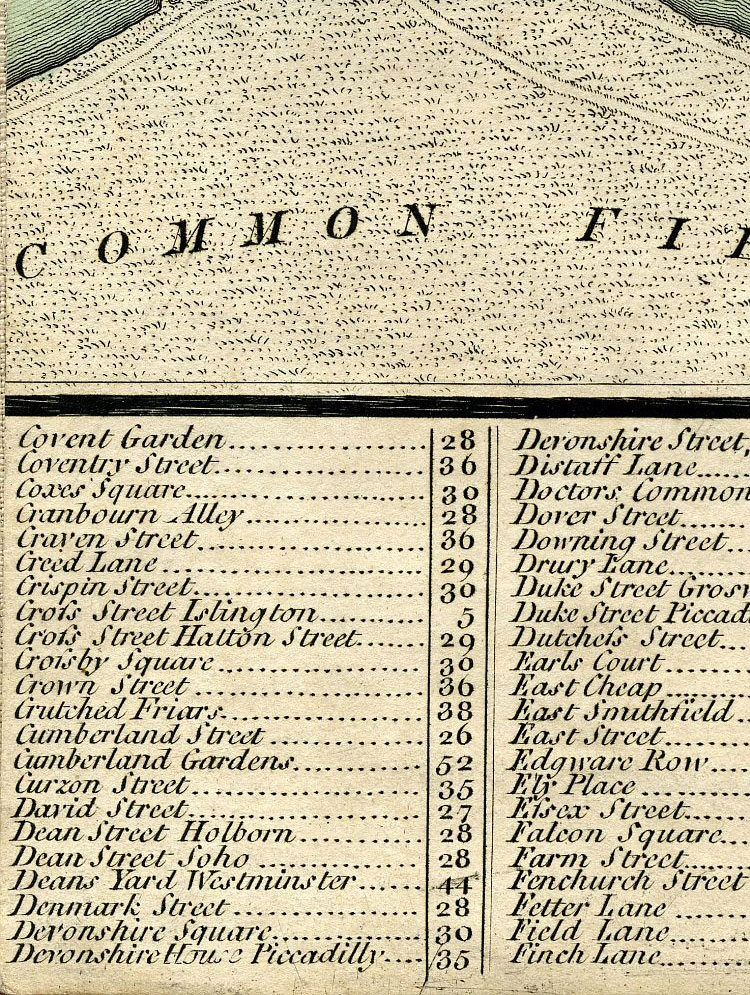 COMMON FI
Covent Garden 28
Coventry Street 36
Coxes Square 30
Cranbourn Alley 28
Craven Street 36
Creed Lane 29
Crispin Street 30
Croſs Street Islington 5
Croſs Street Hatton Street 29
Croſsby Square 30
Crown Street 36
Crutched Friars 38
Cumberland Street 26
Cumberland Gardens 52
Curzon Street 35
David Street 27
Dean Street Holborn 28
Dean Street Soho 28
Deans Yard Westminster 44
Denmark Street 28
Devonshire Square 30
Devonshire House Piccadilly 35
Devonshire Street,
Distaff Lane
Doctors Common
Dover Street
Downing Street
Drury Lane
Duke Street Grosv
Duke Street Piccad
Dutcheſs Street
Earls Court
East Cheap
East Smithfield
East Street
Edgware Row
Ely Place
Eſsex Street
Falcon Square
Farm Street
Fenchurch Street
Fetter Lane
Field Lane
Finch Lane